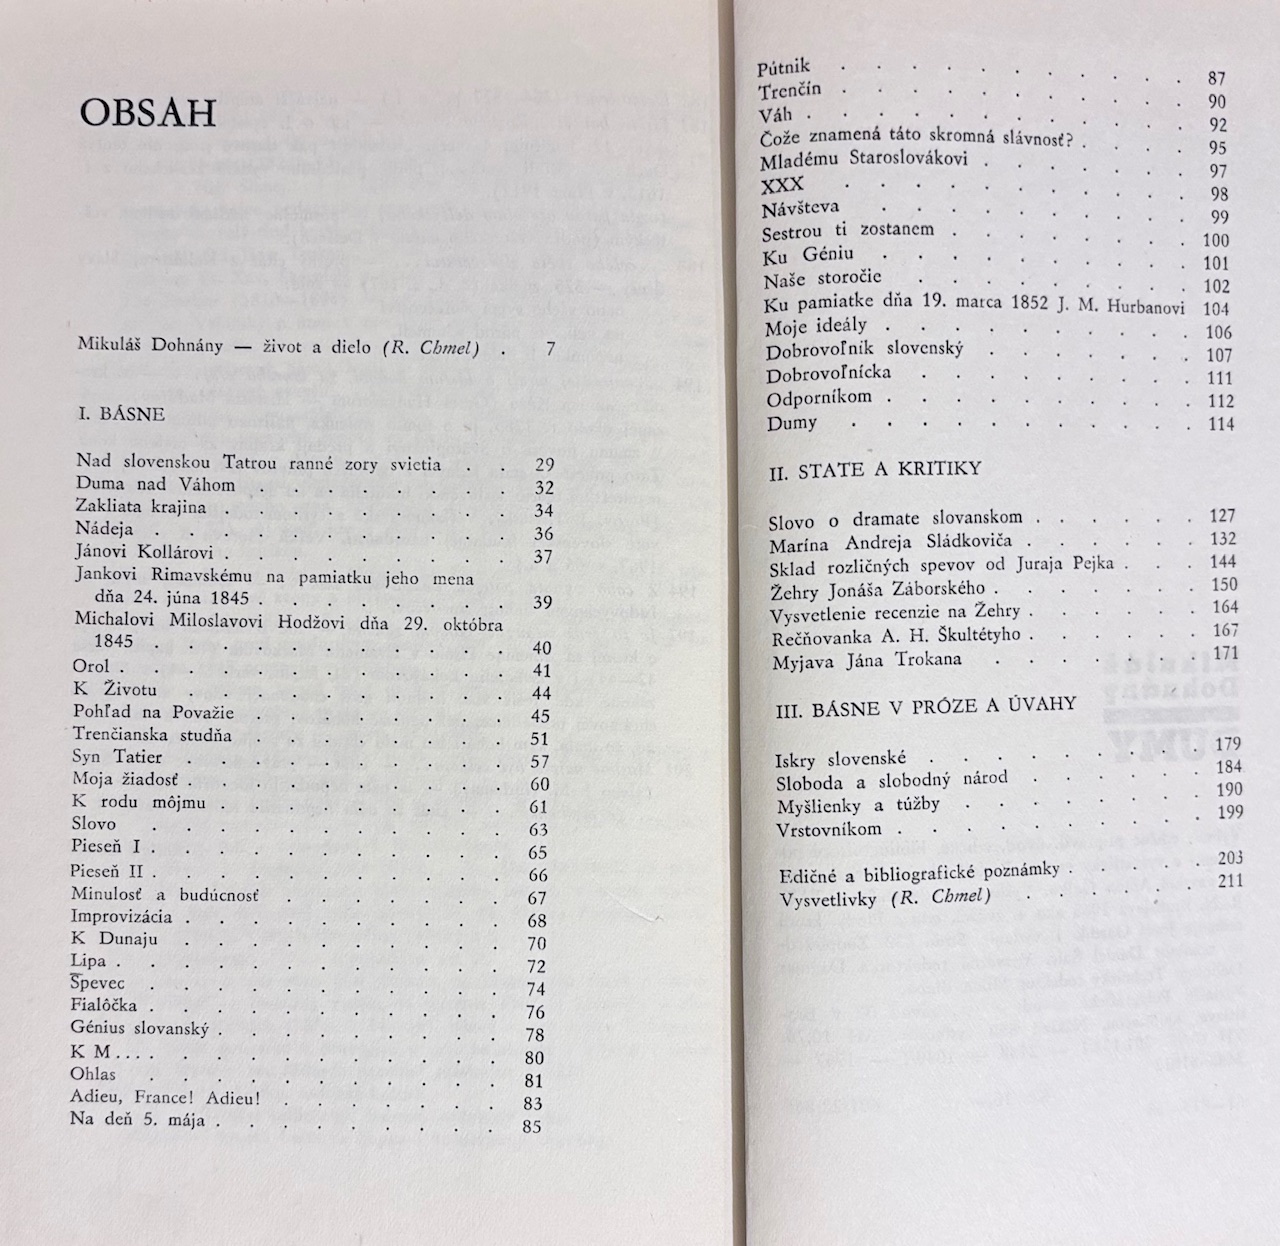 OBSAH
Mikuláš Dohnány — život a dielo (R. Chmel) . 7
I. BÁSNE
Nad slovenskou Tatrou ranné zory svietia . . 29
Duma nad Váhom . . . . . . . 32
Zakliata krajina . . . . . . . . 34
Nádeja . . . . . . . . . . 36
Jánovi Kollárovi . . . . . . . . 37
Jankovi Rimavskému na pamiatku jeho mena
dňa 24. júna 1845 . . . . . . . 39
Michalovi Miloslavovi Hodžovi dňa 29. októbra
1845 . . . . . . . . . . 40
Orol . . . . . . . . . . . 41
K Životu . . . . . . . . . 44
Pohľad na Považie . . . . . . . 45
Trenčianska studňa . . . . . . . 51
Syn Tatier . . . . . . . . . 57
Moja žiadosť . . . . . . . . . 60
K rodu môjmu . . . . . . . . 61
Slovo . . . . . . . . . . 63
Pieseň I . . . . . . . . . . 65
Pieseň II . . . . . . . . . . 66
Minulosť a budúcnosť . . . . . . 67
Improvizácia . . . . . . . . . 68
K Dunaju . . . . . . . . . 70
Lipa . . . . . . . . . . . 72
Špevec . . . . . . . . . . 74
Fialôčka . . . . . . . . . . 76
Génius slovanský . . . . . . . . 78
K M.... . . . . . . . . . 80
Ohlas . . . . . . . . . . 81
Adieu, France! Adieu! . . . . . . 83
Na deň 5. mája . . . . . . . . 85
Pútnik . . . . . . . . . . 87
Trenčín . . . . . . . . . . 90
Váh . . . . . . . . . . . 92
Čože znamená táto skromná slávnosť? . . . . 95
Mladému Staroslovákovi . . . . . . 97
XXX . . . . . . . . . . 98
Návšteva . . . . . . . . . 99
Sestrou ti zostanem . . . . . . . 100
Ku Géniu . . . . . . . . . 101
Naše storočie . . . . . . . . 102
Ku pamiatke dňa 19. marca 1852 J. M. Hurbanovi 104
Moje ideály . . . . . . . . . 106
Dobrovoľník slovenský . . . . . . 107
Dobrovoľnícka . . . . . . . . 111
Odporníkom . . . . . . . . . 112
Dumy . . . . . . . . . . 114
II. STATE A KRITIKY
Slovo o dramate slovanskom . . . . . 127
Marína Andreja Sládkoviča . . . . . . 132
Sklad rozličných spevov od Juraja Pejka . . . 144
Žehry Jonáša Záborského . . . . . . 150
Vysvetlenie recenzie na Žehry . . . . . 164
Rečňovanka A. H. Škultétyho . . . . . 167
Myjava Jána Trokana . . . . . . 171
III. BÁSNE V PRÓZE A ÚVAHY
Iskry slovenské . . . . . . . . 179
Sloboda a slobodný národ . . . . . 184
Myšlienky a túžby . . . . . . . 190
Vrstovníkom . . . . . . . . . 199
Edičné a bibliografické poznámky . . . . 203
Vysvetlivky (R. Chmel) . . . . . . 211